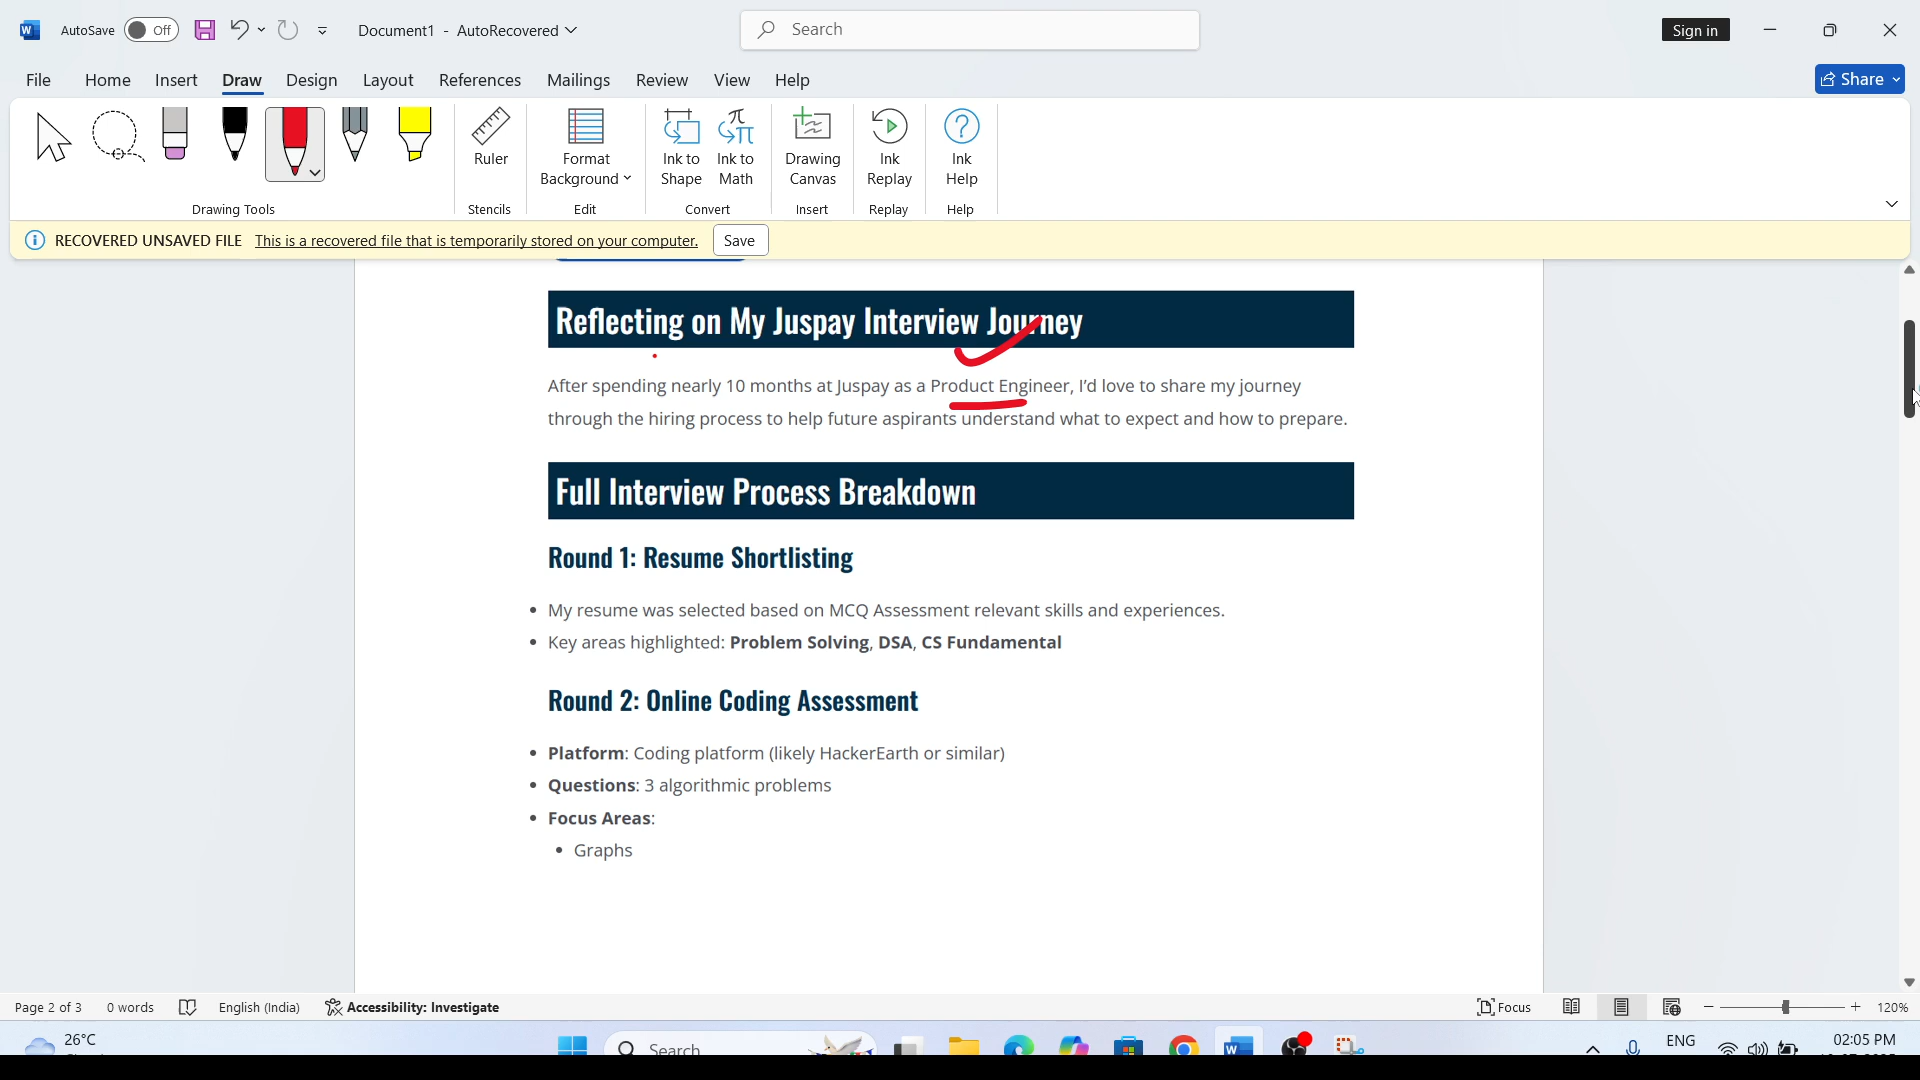 AutoSave Off Document1 - AutoRecovered Search Sign in
File Home Insert Draw Design Layout References Mailings Review View Help Share
Ruler
Format Background
Ink to Shape
Ink to Math
Drawing Canvas
Ink Replay
Ink Help
Drawing Tools Stencils Edit Convert Insert Replay Help
RECOVERED UNSAVED FILE This is a recovered file that is temporarily stored on your computer. Save
Reflecting on My Juspay Interview Journey
After spending nearly 10 months at Juspay as a Product Engineer, I’d love to share my journey
through the hiring process to help future aspirants understand what to expect and how to prepare.
Full Interview Process Breakdown
Round 1: Resume Shortlisting
• My resume was selected based on MCQ Assessment relevant skills and experiences.
• Key areas highlighted: Problem Solving, DSA, CS Fundamental
Round 2: Online Coding Assessment
• Platform: Coding platform (likely HackerEarth or similar)
• Questions: 3 algorithmic problems
• Focus Areas:
• Graphs
Page 2 of 3 0 words English (India) Accessibility: Investigate Focus 120%
26°C Search ENG 02:05 PM